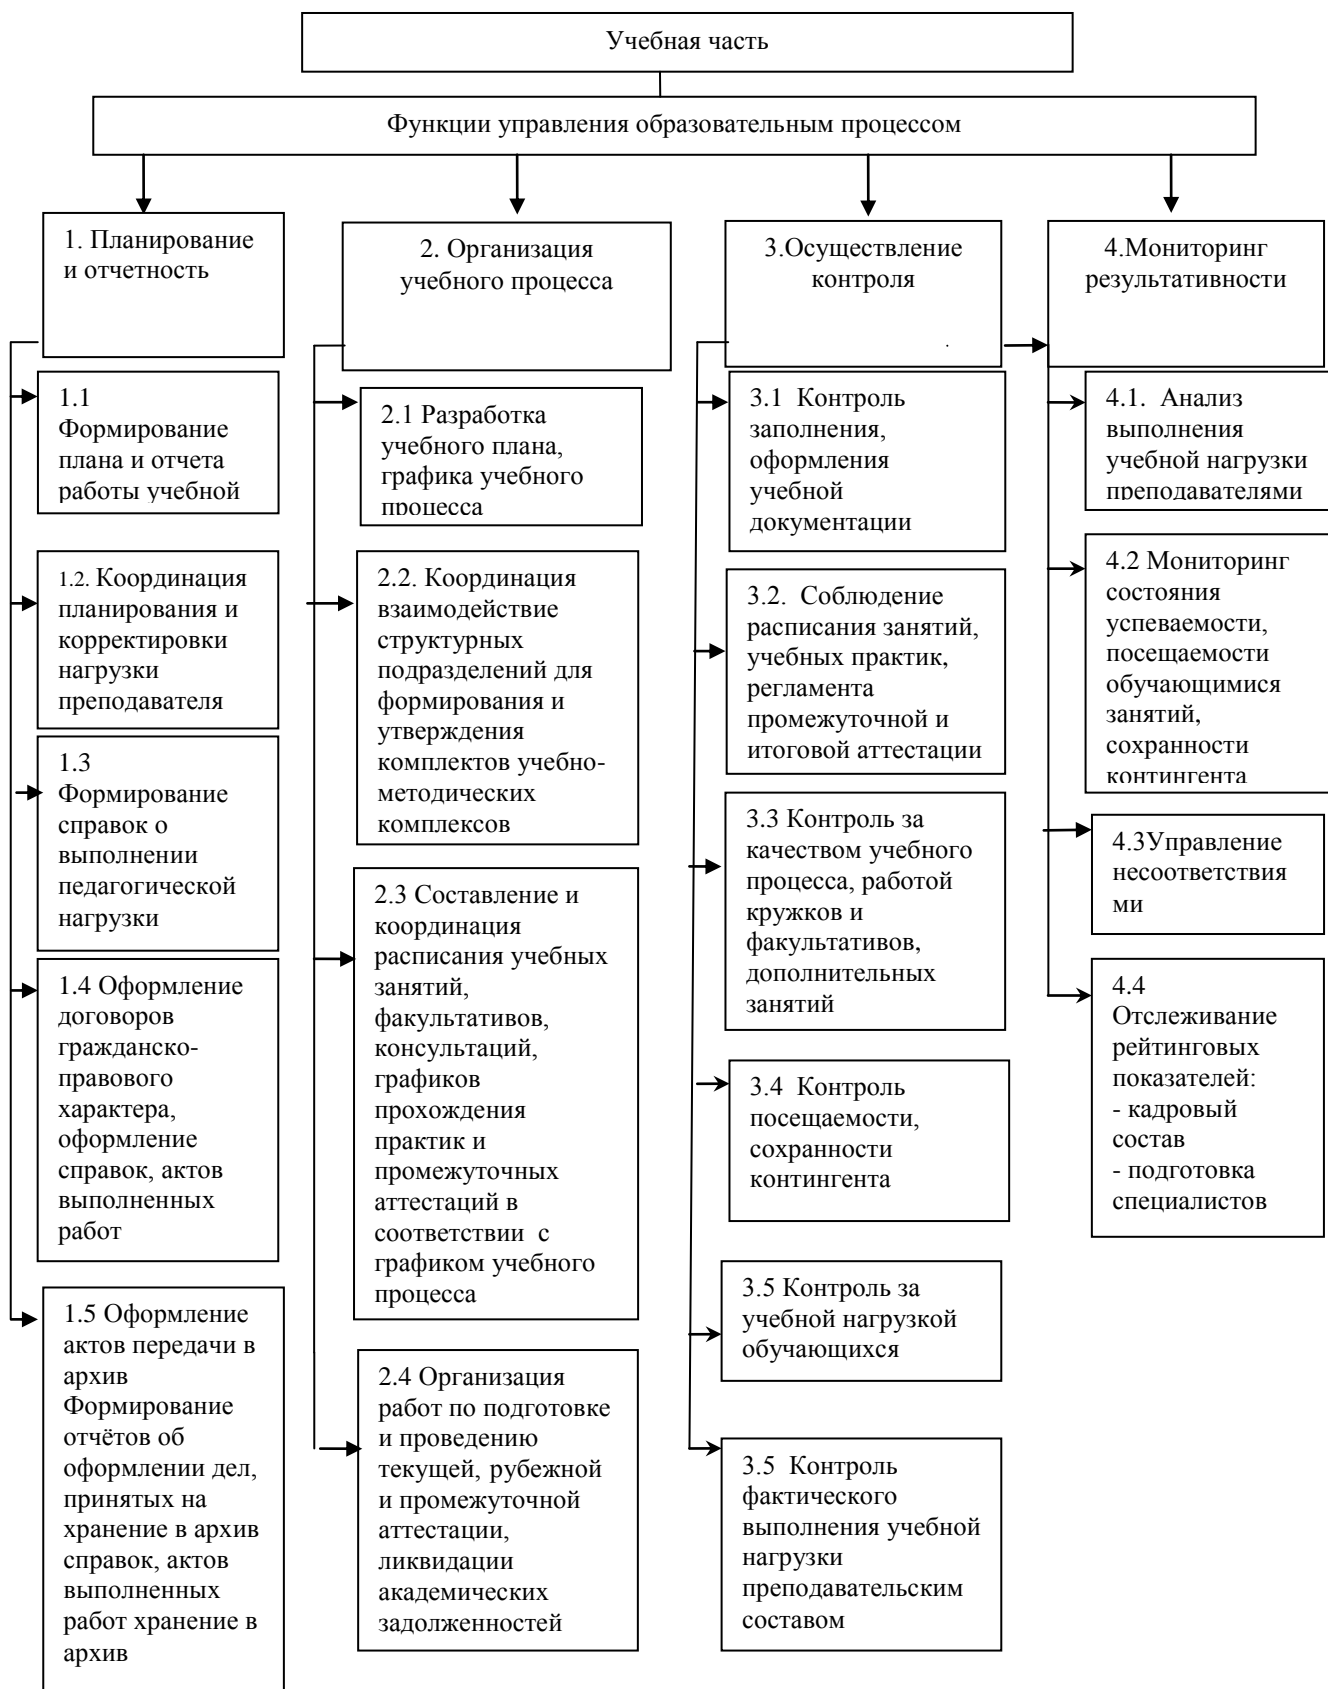 Учебная часть
Функции управления образовательным процессом
1. Планирование
и отчетность
1.1
Формирование
плана и отчета
работы учебной
1.2. Координация
планирования и
корректировки
нагрузки
преподавателя
1.3
Формирование
справок о
выполнении
педагогической
нагрузки
1.4 Оформление
договоров
гражданско-
правового
характера,
оформление
справок, актов
выполненных
работ
1.5 Оформление
актов передачи в
архив
Формирование
отчётов об
оформлении дел,
принятых на
хранение в архив
справок, актов
выполненных
работ хранение в
архив
2. Организация
учебного процесса
2.1 Разработка
учебного плана,
графика учебного
процесса
2.2. Координация
взаимодействие
структурных
подразделений для
формирования и
утверждения
комплектов учебно-
методических
комплексов
2.3 Составление и
координация
расписания учебных
занятий,
факультативов,
консультаций,
графиков
прохождения
практик и
промежуточных
аттестаций в
соответствии с
графиком учебного
процесса
2.4 Организация
работ по подготовке
и проведению
текущей, рубежной
и промежуточной
аттестации,
ликвидации
академических
задолженностей
3.Осуществление
контроля
.
3.1 Контроль
заполнения,
оформления
учебной
документации
3.2. Соблюдение
расписания занятий,
учебных практик,
регламента
промежуточной и
итоговой аттестации
3.3 Контроль за
качеством учебного
процесса, работой
кружков и
факультативов,
дополнительных
занятий
3.4 Контроль
посещаемости,
сохранности
контингента
3.5 Контроль за
учебной нагрузкой
обучающихся
3.5 Контроль
фактического
выполнения учебной
нагрузки
преподавательским
составом
4.Мониторинг
результативности
4.1. Анализ
выполнения
учебной нагрузки
преподавателями
4.2 Мониторинг
состояния
успеваемости,
посещаемости
обучающимися
занятий,
сохранности
контингента
4.3Управление
несоответствия
ми
4.4
Отслеживание
рейтинговых
показателей:
- кадровый
состав
- подготовка
специалистов